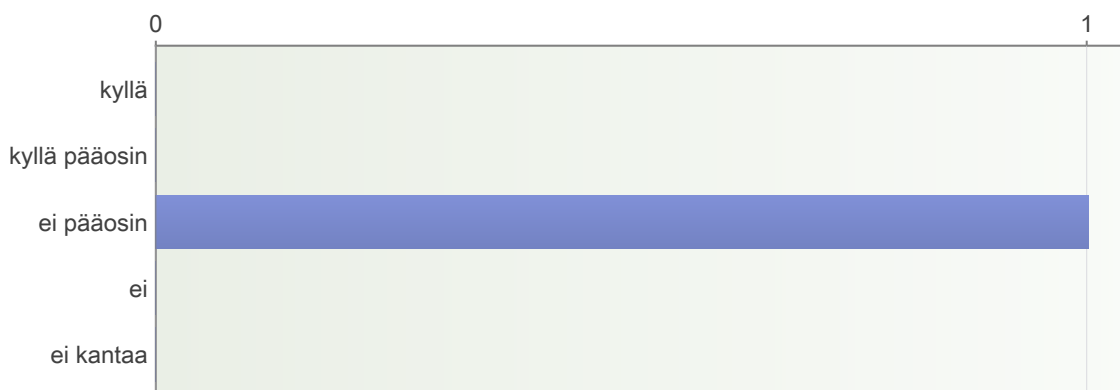 0 1
kyllä
kyllä pääosin
ei pääosin
ei
ei kantaa